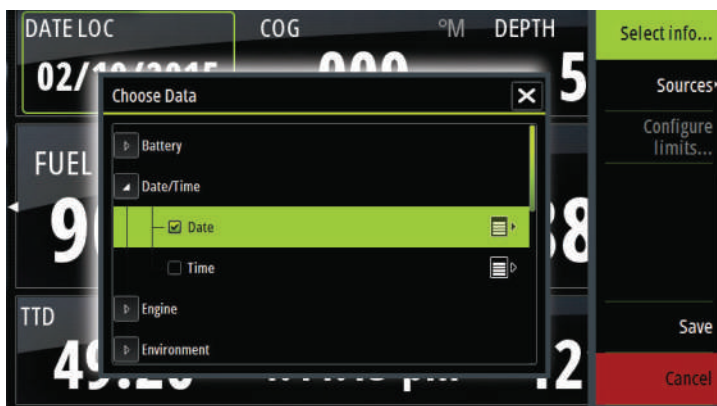 DATE LOC
COG
°M
DEPTH
5
Select info...
Sources
Configure
limits...
Save
Cancel
Choose Data
Battery
Date/Time
Date
Time
Engine
Environment
FUEL
TTD